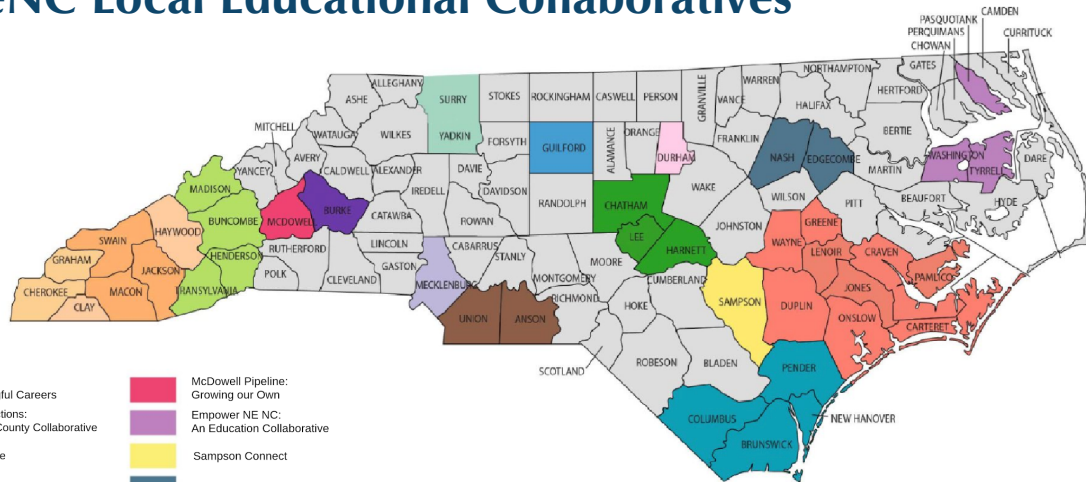 eNC Local Educational Collaboratives
CAMDEN
PASQUOTANK
PERQUIMANS
CURRITUCK
CHOWAN
GATES
NORTHAMPTON
ALLEGHANY
SURRY
STOKES
ROCKINGHAM
CASWELL
PERSON
GRANVILLE
VANCE
WARREN
HERTFORD
ASHE
HALIFAX
MITCHELL
WATAUGA
WILKES
YADKIN
FORSYTH
GUILFORD
ALAMANCE
ORANGE
DURHAM
FRANKLIN
BERTIE
NASH
EDGECOMBE
WASHINGTON
TYRRELL
DARE
MARTIN
AVERY
YANCEY
CALDWELL
ALEXANDER
DAVIE
IREDELL
DAVIDSON
MADISON
BUNCOMBE
MCDOWELL
BURKE
CATAWBA
ROWAN
RANDOLPH
CHATHAM
WAKE
WILSON
PITT
BEAUFORT
HYDE
HAYWOOD
SWAIN
GRAHAM
JACKSON
HENDERSON
RUTHERFORD
LINCOLN
CABARRUS
STANLY
MOORE
LEE
HARNETT
JOHNSTON
WAYNE
GREENE
LENOIR
CRAVEN
PAMLICO
CHEROKEE
CLAY
MACON
TRANSYLVANIA
POLK
CLEVELAND
GASTON
MECKLENBURG
MONTGOMERY
RICHMOND
CUMBERLAND
HOKE
SAMPSON
DUPLIN
JONES
ONSLOW
CARTERET
UNION
ANSON
SCOTLAND
ROBESON
BLADEN
PENDER
COLUMBUS
BRUNSWICK
NEW HANOVER
ful Careers
ctions:
County Collaborative
e
McDowell Pipeline:
Growing our Own
Empower NE NC:
An Education Collaborative
Sampson Connect